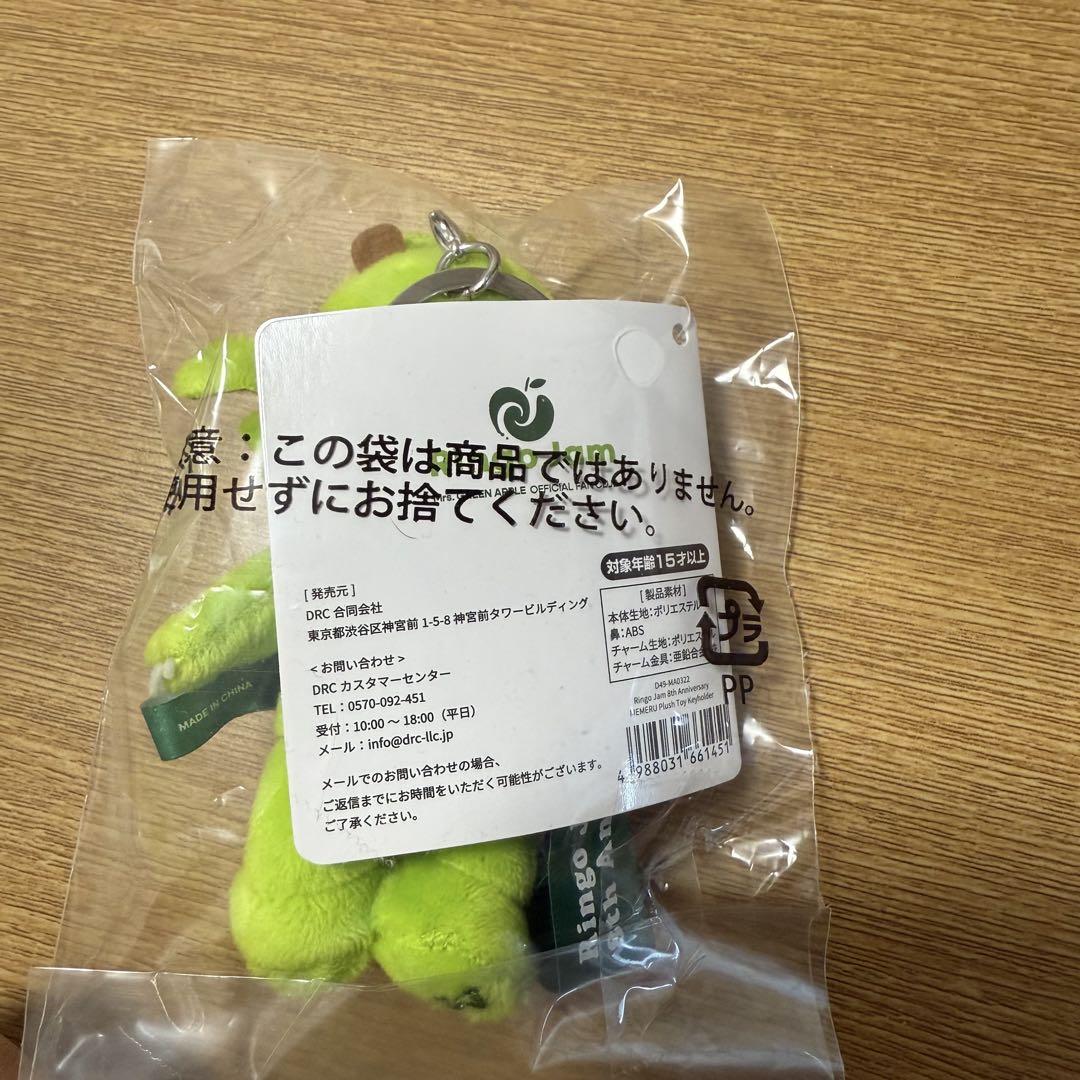 意：この袋は商品ではありません。
用せずにお捨てください。
Ringo Jam
Mrs. GREEN APPLE OFFICIAL FAN CLUB
対象年齢15才以上
[発売元]
DRC 合同会社
東京都渋谷区神宮前 1-5-8 神宮前タワービルディング
<お問い合わせ>
DRC カスタマーセンター
TEL：0570-092-451
受付：10:00 〜 18:00（平日）
メール：info@drc-llc.jp
メールでのお問い合わせの場合、
ご返信までにお時間をいただく可能性がございます。
ご了承ください。
[製品素材]
本体生地：ポリエステル
鼻：ABS
チャーム生地：ポリエステル
チャーム金具：亜鉛合金
プラ
PP
D49-MA0322
Ringo Jam 8th Anniversary
MEMERU Plush Toy Keyholder
4 988031 661451
MADE IN CHINA
Ringo
8th An